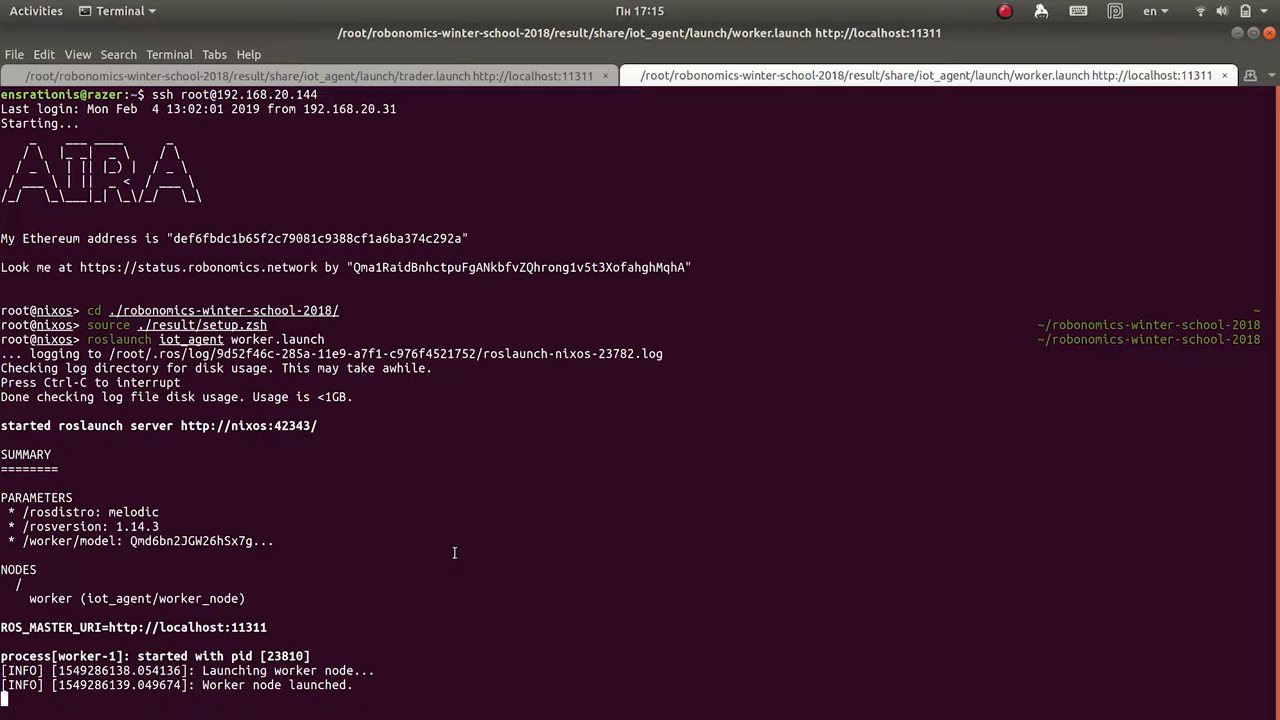 Activities Terminal Пн 17:15 en
/root/robonomics-winter-school-2018/result/share/iot_agent/launch/worker.launch http://localhost:11311
File Edit View Search Terminal Tabs Help
/root/robonomics-winter-school-2018/result/share/iot_agent/launch/trader.launch http://localhost:11311 × /root/robonomics-winter-school-2018/result/share/iot_agent/launch/worker.launch http://localhost:11311 ×
ensrationis@razer:~$ ssh root@192.168.20.144
Last login: Mon Feb  4 13:02:01 2019 from 192.168.20.31
Starting...
AIRA
My Ethereum address is "def6fbdc1b65f2c79081c9388cf1a6ba374c292a"
Look me at https://status.robonomics.network by "Qma1RaidBnhctpuFgANkbfvZQhrong1v5t3XofahghMqhA"
root@nixos> cd ./robonomics-winter-school-2018/ ~
root@nixos> source ./result/setup.zsh ~/robonomics-winter-school-2018
root@nixos> roslaunch iot_agent worker.launch ~/robonomics-winter-school-2018
... logging to /root/.ros/log/9d52f46c-285a-11e9-a7f1-c976f4521752/roslaunch-nixos-23782.log
Checking log directory for disk usage. This may take awhile.
Press Ctrl-C to interrupt
Done checking log file disk usage. Usage is <1GB.
started roslaunch server http://nixos:42343/
SUMMARY
========
PARAMETERS
 * /rosdistro: melodic
 * /rosversion: 1.14.3
 * /worker/model: Qmd6bn2JGW26hSx7g...
NODES
  /
    worker (iot_agent/worker_node)
ROS_MASTER_URI=http://localhost:11311
process[worker-1]: started with pid [23810]
[INFO] [1549286138.054136]: Launching worker node...
[INFO] [1549286139.049674]: Worker node launched.